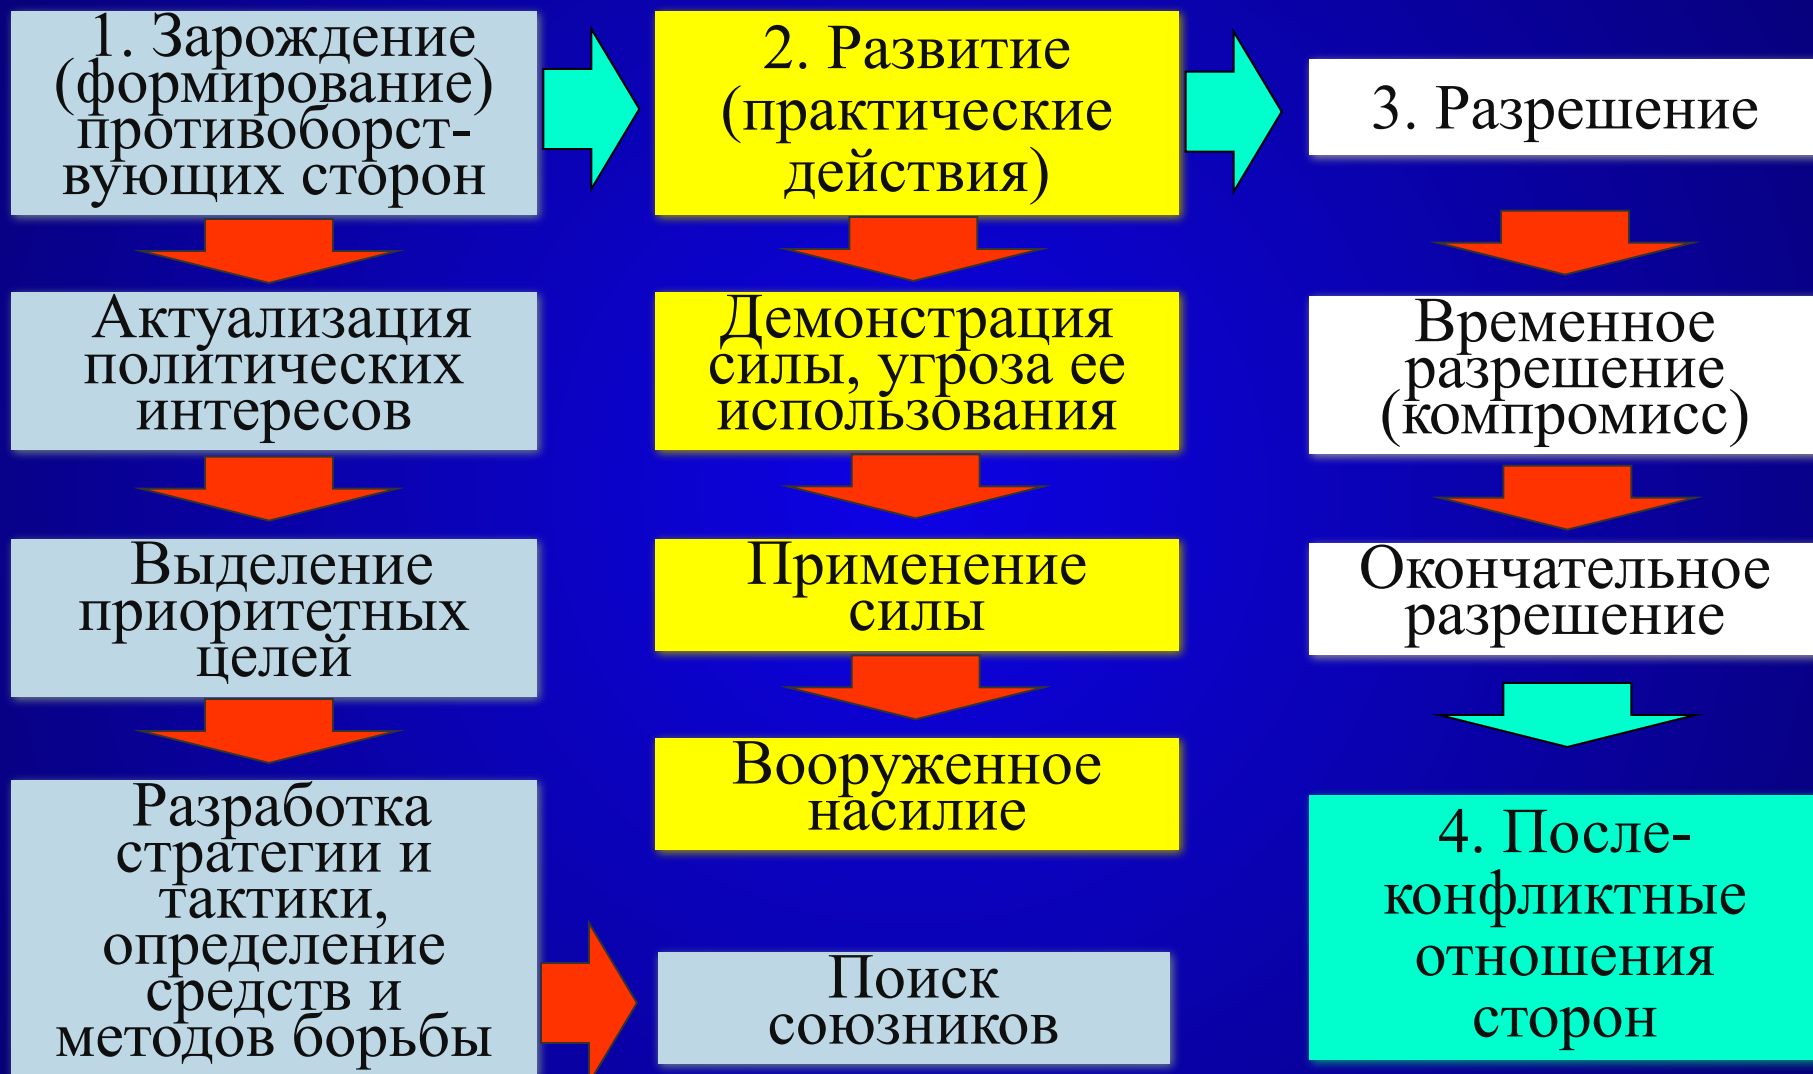 1. Зарождение
(формирование)
противоборст-
вующих сторон
2. Развитие
(практические
действия)
3. Разрешение
Актуализация
политических
интересов
Демонстрация
силы, угроза ее
использования
Временное
разрешение
(компромисс)
Выделение
приоритетных
целей
Применение
силы
Окончательное
разрешение
Разработка
стратегии и
тактики,
определение
средств и
методов борьбы
Вооруженное
насилие
Поиск
союзников
4. После-
конфликтные
отношения
сторон